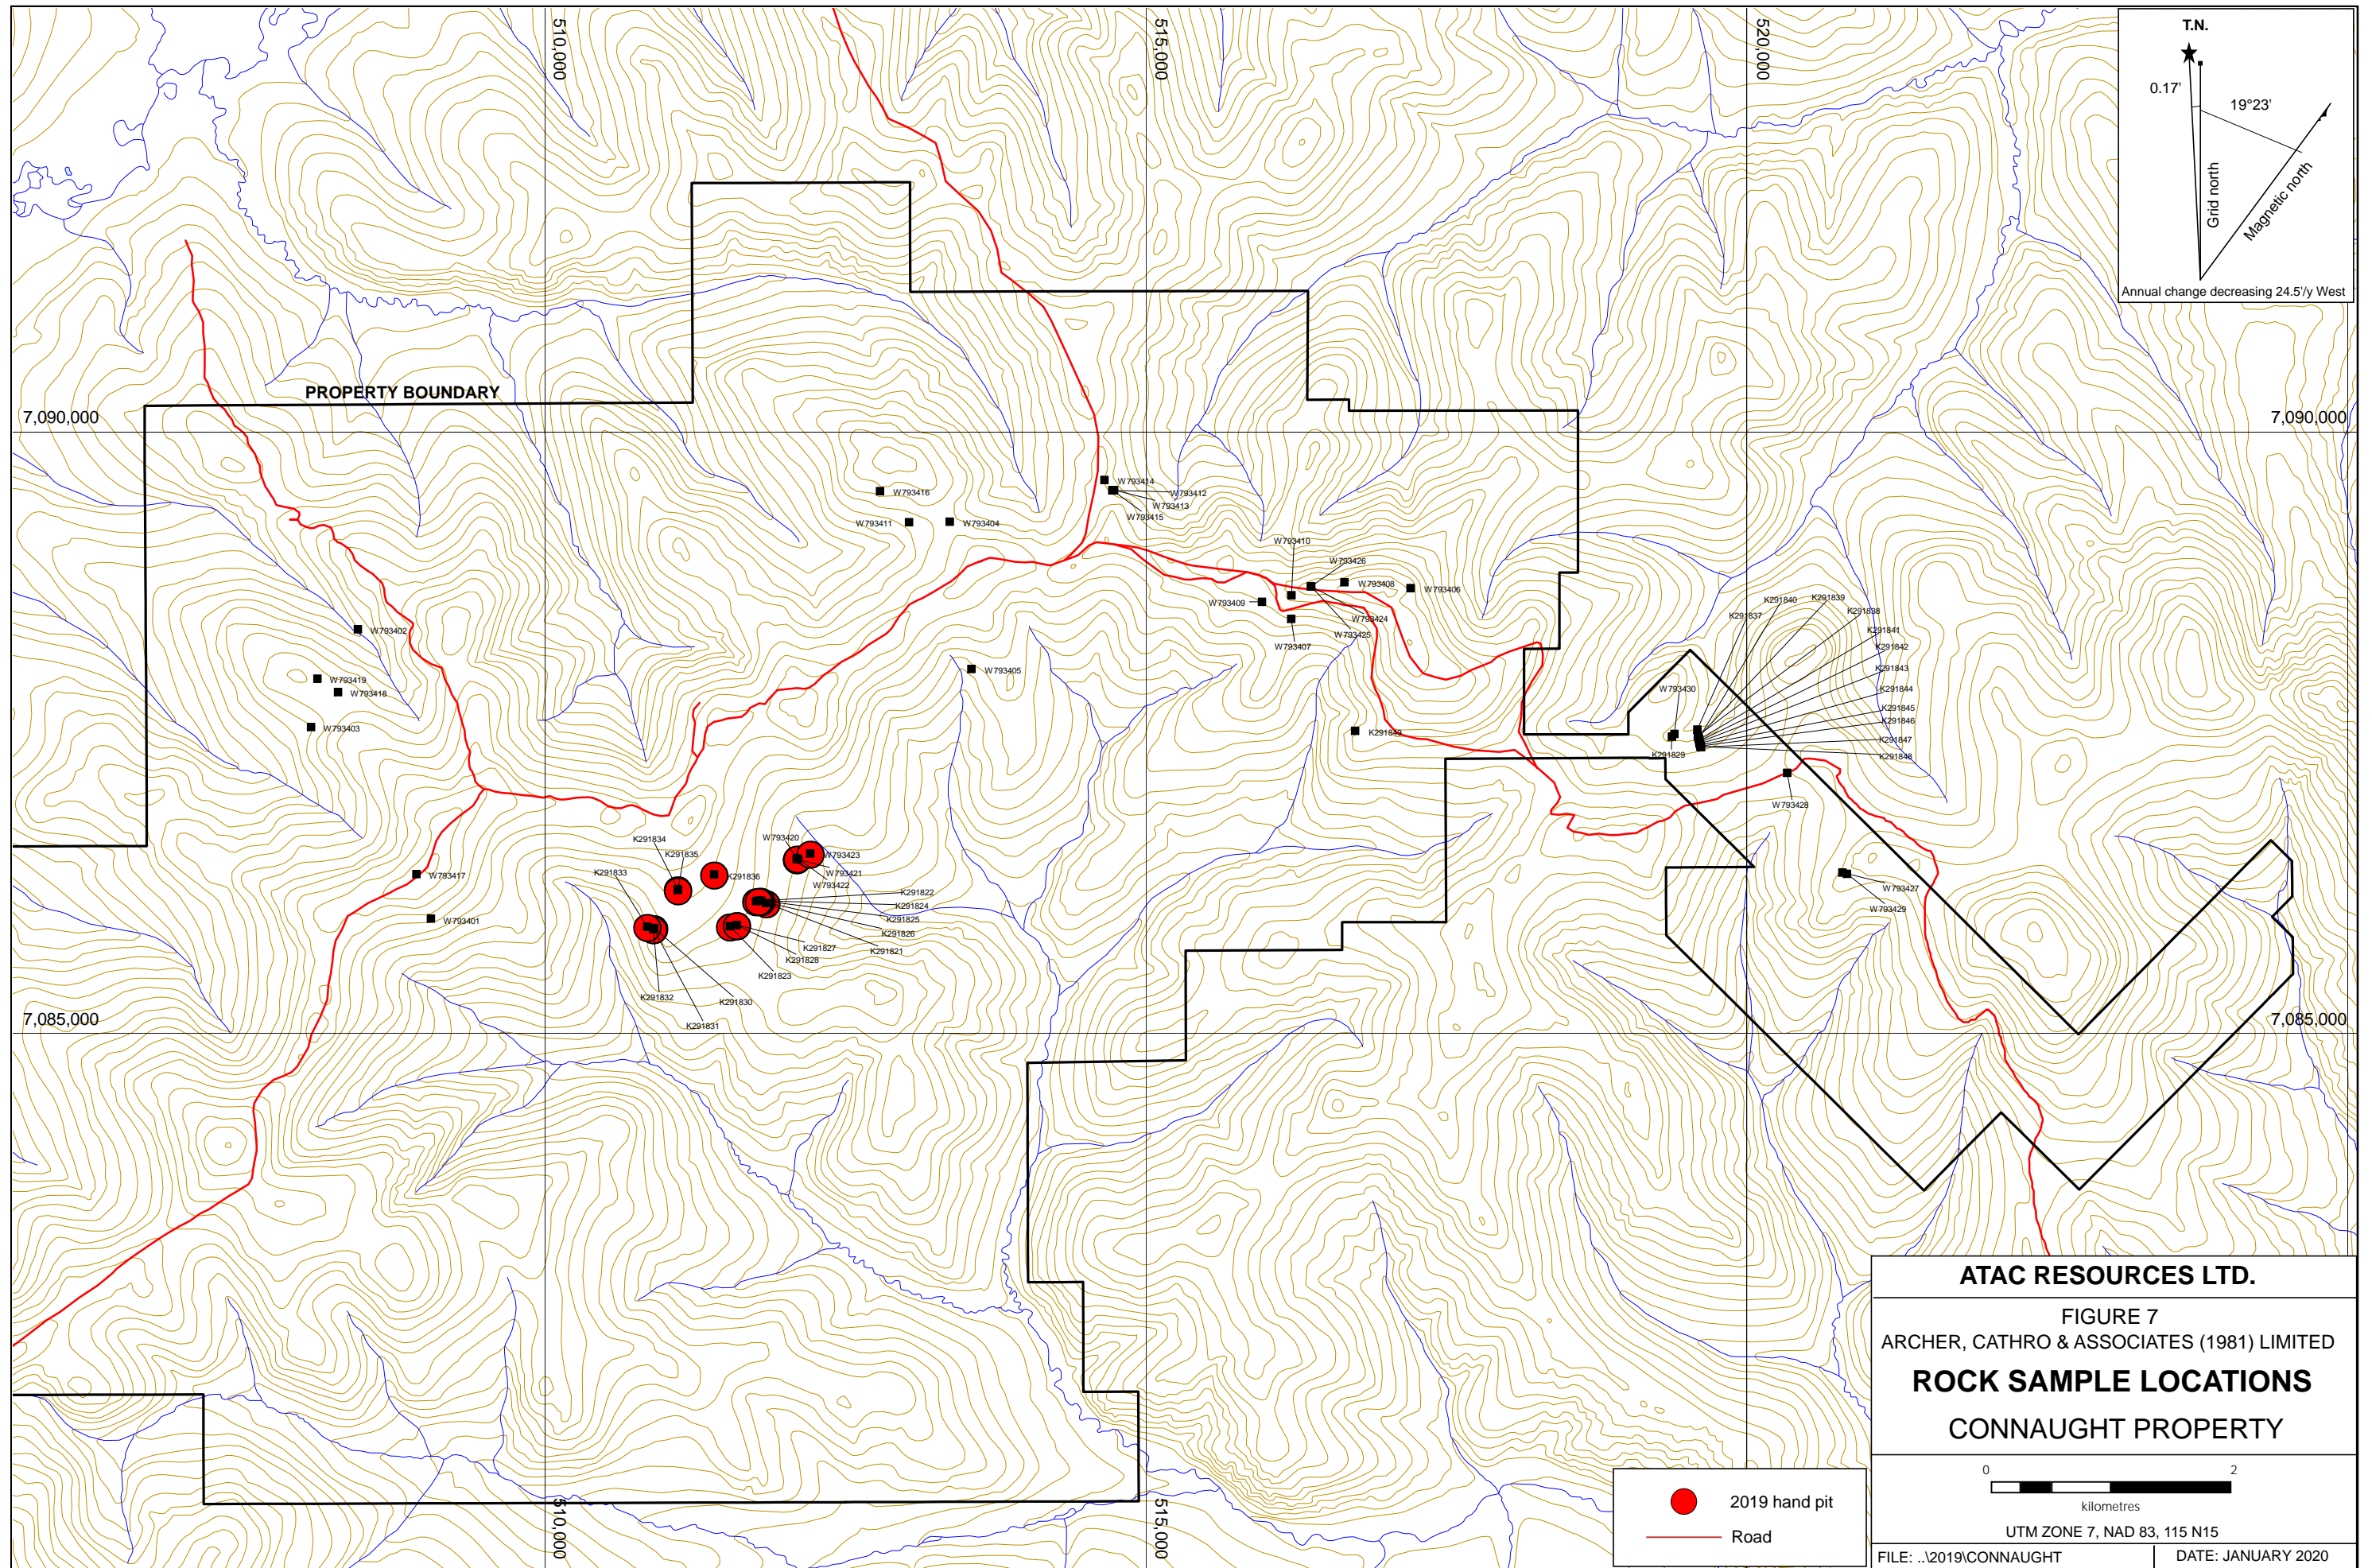 510,000
515,000
520,000
T.N.
0.17'
19°23'
Grid north
Magnetic north
Annual change decreasing 24.5'/y West
PROPERTY BOUNDARY
7,090,000
7,090,000
W793416
W793414
W793412
W793413
W793415
W793411
W793404
W793410
W793426
W793408
W793406
W793409
W793424
W793425
W793407
W793402
W793405
W793419
W793418
W793403
K291837
K291840
K291839
K291838
K291841
K291842
K291843
K291844
K291845
K291846
K291847
K291848
W793430
K291829
K291849
W793428
W793427
W793429
K291834
K291835
K291833
K291836
W793420
W793423
W793421
W793422
K291822
K291824
K291825
K291826
K291821
K291827
K291828
K291823
K291832
K291830
K291831
W793417
W793401
7,085,000
7,085,000
510,000
515,000
2019 hand pit
Road
ATAC RESOURCES LTD.
FIGURE 7
ARCHER, CATHRO & ASSOCIATES (1981) LIMITED
ROCK SAMPLE LOCATIONS
CONNAUGHT PROPERTY
0 2
kilometres
UTM ZONE 7, NAD 83, 115 N15
FILE: ..\2019\CONNAUGHT
DATE: JANUARY 2020